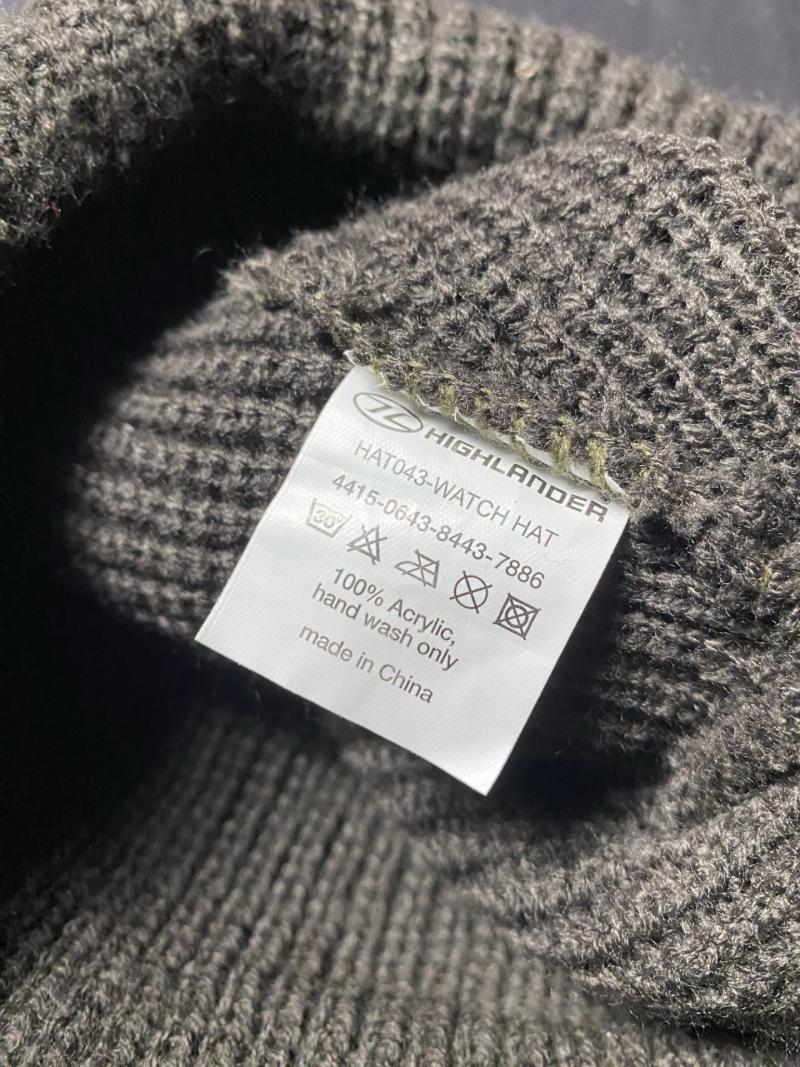 HIGHLANDER
HAT043-WATCH HAT
4415-0643-8443-7886
30°
100% Acrylic,
hand wash only
made in China